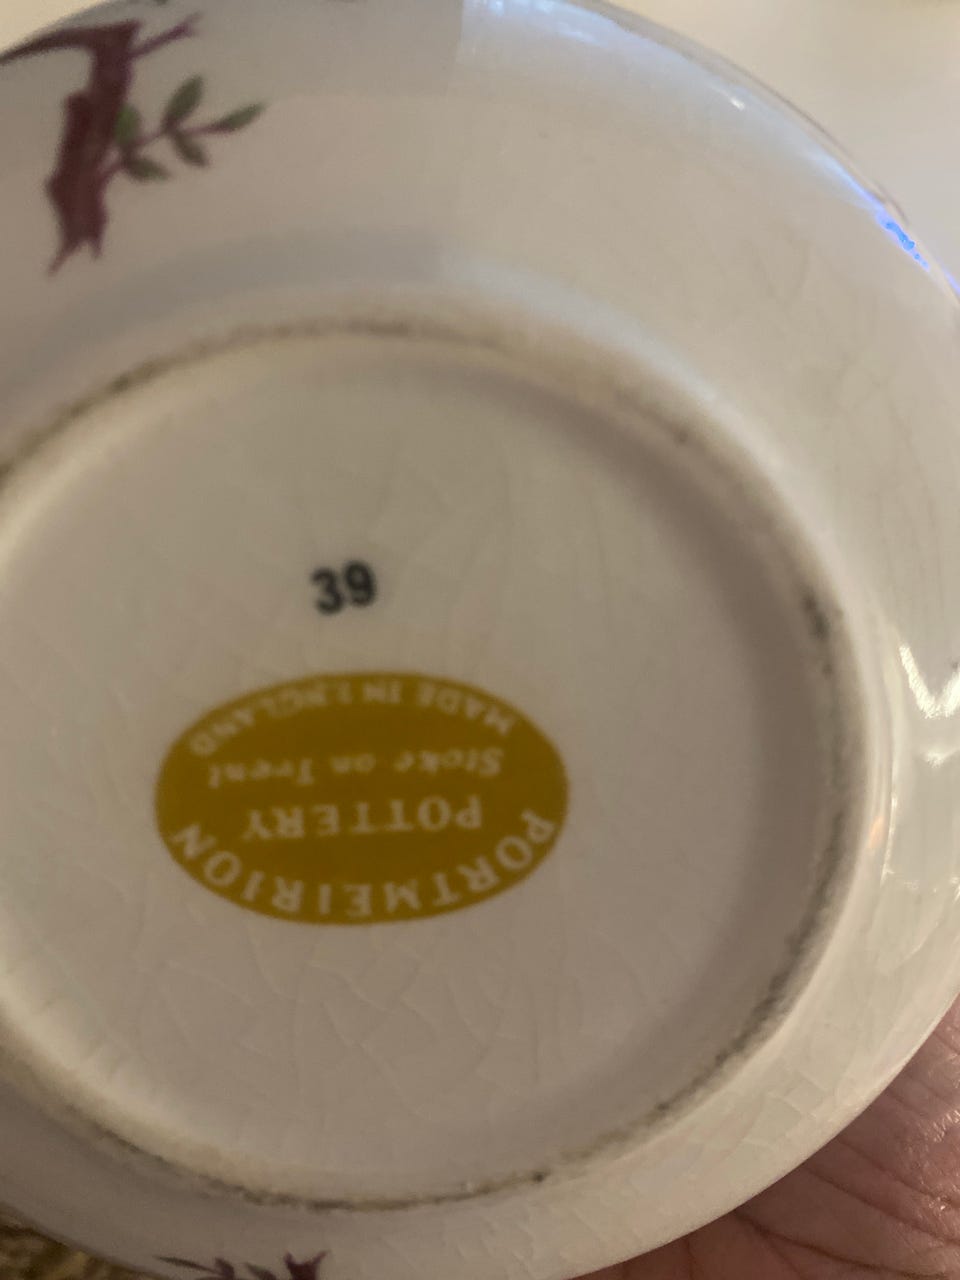 39
PORTMEIRION
POTTERY
Stoke on Trent
MADE IN ENGLAND